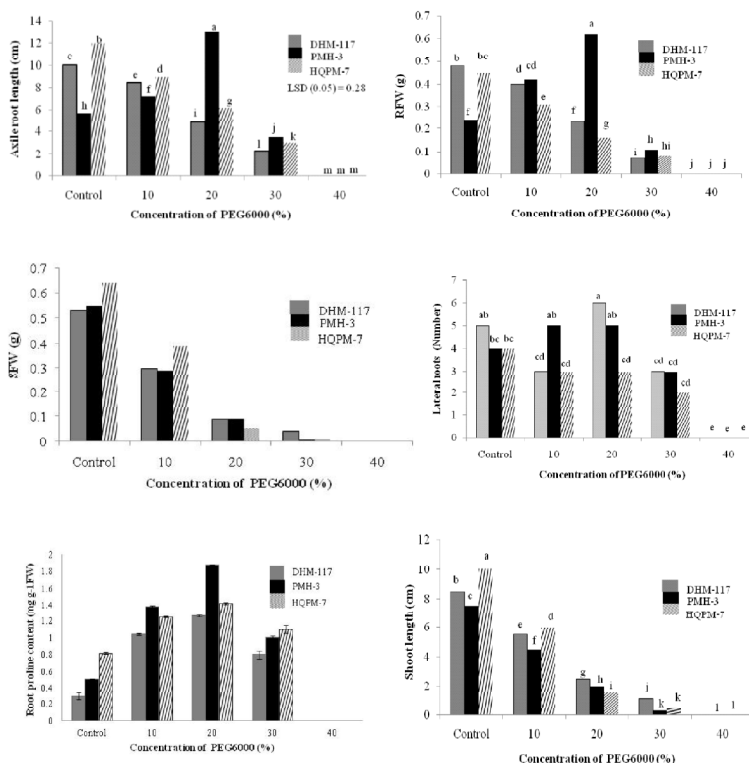 Axile root length (cm)
14
12
10
8
6
4
2
0
c
h
b
e
f
d
i
a
g
l
j
k
m m m
DHM-117
PMH-3
HQPM-7
LSD (0.05) = 0.28
Control 10 20 30 40
Concentration of PEG6000 (%)
RFW (g)
0.7
0.6
0.5
0.4
0.3
0.2
0.1
0
b
f
bc
d
cd
e
f
a
g
i
h
hi
j j j
DHM-117
PMH-3
HQPM-7
Control 10 20 30 40
Concentration of PEG6000 (%)
SFW (g)
0.7
0.6
0.5
0.4
0.3
0.2
0.1
0
DHM-117
PMH-3
HQPM-7
Control 10 20 30 40
Concentration of PEG6000 (%)
Lateral roots (Number)
7
6
5
4
3
2
1
0
ab
bc bc
cd
ab
cd
a
ab
cd
cd cd
cd
e e e
DHM-117
PMH-3
HQPM-7
Control 10 20 30 40
Concentration of PEG6000 (%)
Root proline content (ng g-1FW)
2
1.8
1.6
1.4
1.2
1
0.8
0.6
0.4
0.2
0
DHM-117
PMH-3
HQPM-7
Control 10 20 30 40
Concentration of PEG6000 (%)
Shoot length (cm)
12
10
8
6
4
2
0
b
c
a
e
f
d
g
h
i
j
k
k
l l
DHM-117
PMH-3
HQPM-7
Control 10 20 30 40
Concentration of PEG6000 (%)